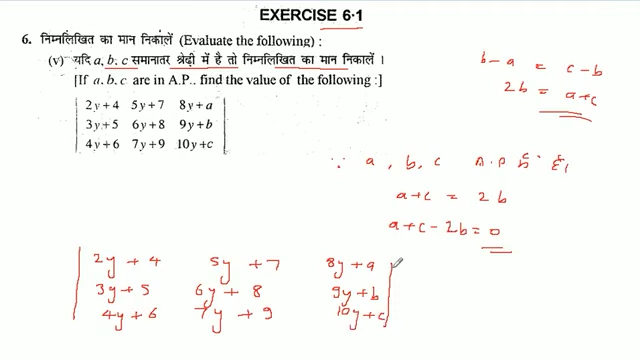 EXERCISE 6·1
6. निम्नलिखित का मान निकालें (Evaluate the following) :
(v) यदि a, b, c समानातर श्रेढ़ी में है तो निम्नलिखित का मान निकालें ।
[If a, b, c are in A.P.. find the value of the following :]
2y + 4 5y + 7 8y + a
3y + 5 6y + 8 9y + b
4y + 6 7y + 9 10y + c
b - a = c - b
2b = a + c
∵ a , b, c A.P में हैं।
a + c = 2b
a + c - 2b = 0
2y + 4 5y + 7 8y + a
3y + 5 6y + 8 9y + b
4y + 6 7y + 9 10y + c